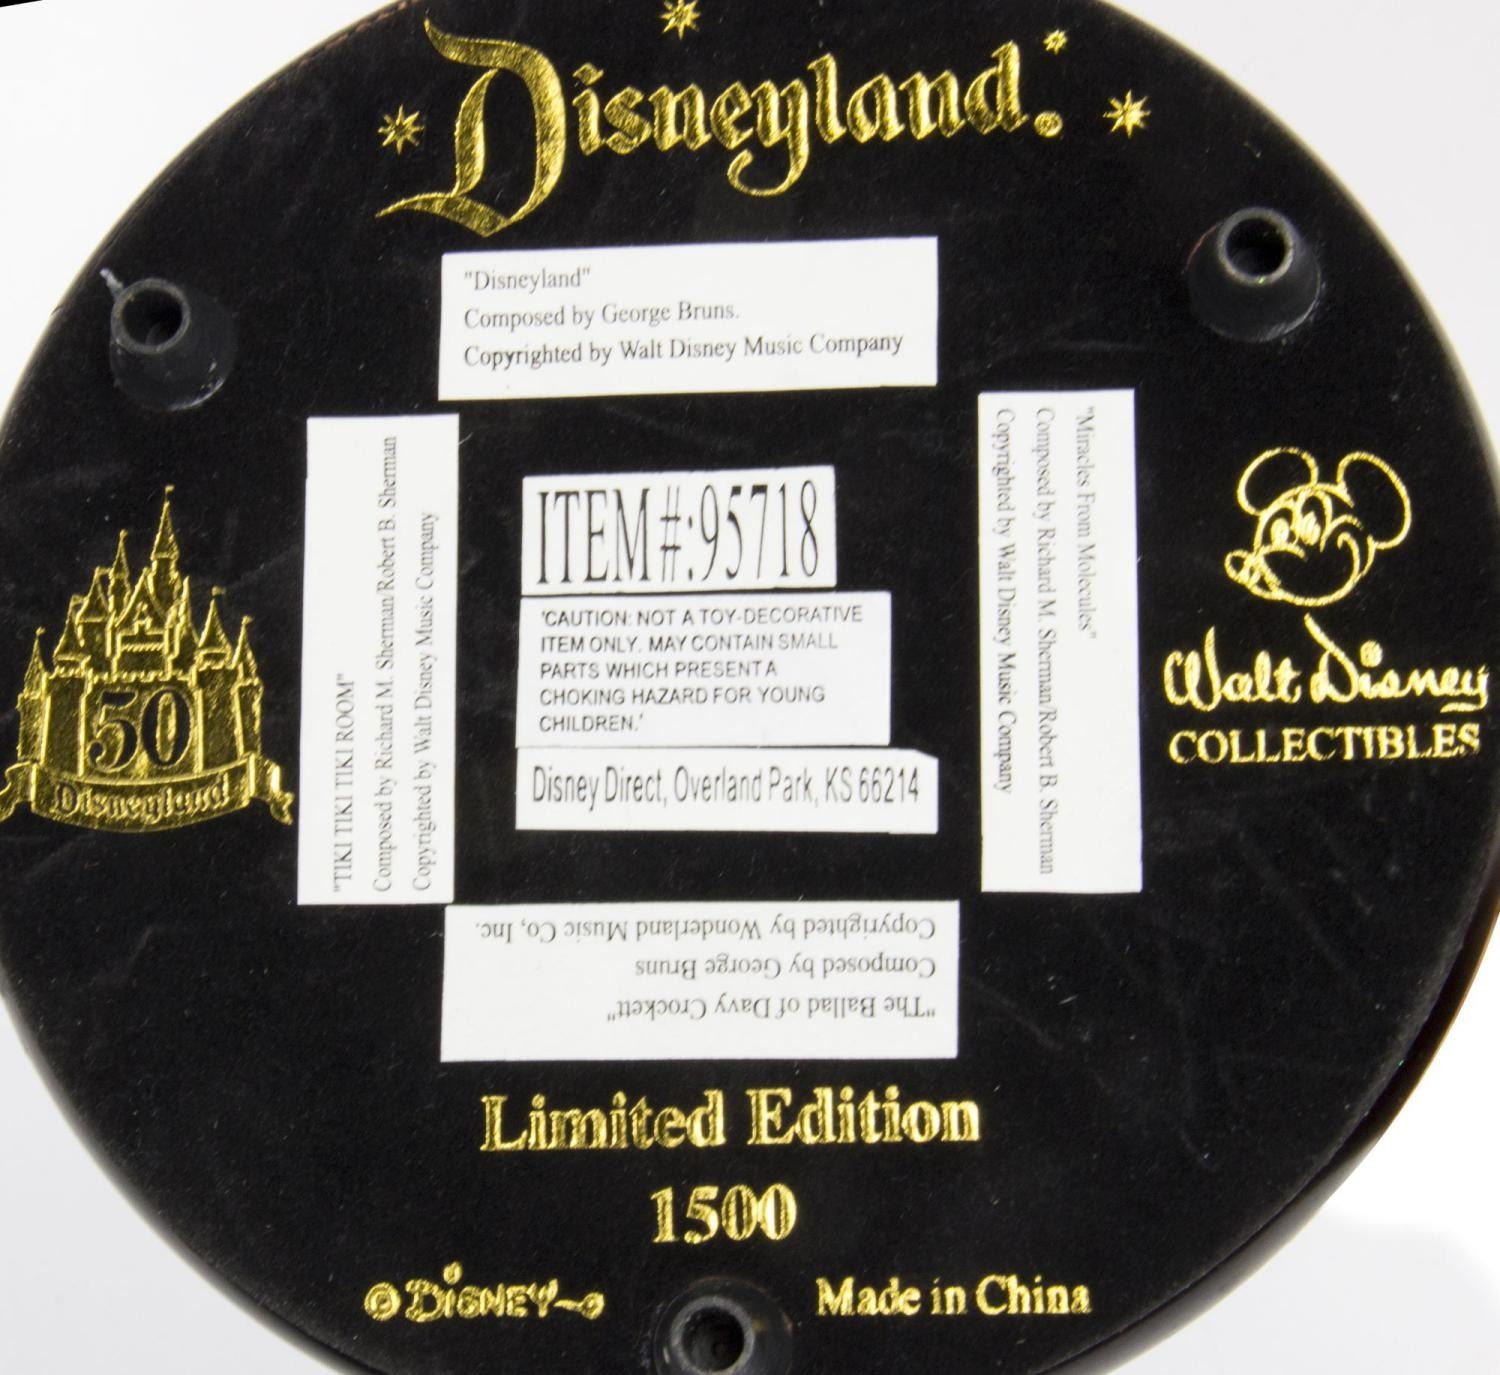 Disneyland.®
"Disneyland"
Composed by George Bruns.
Copyrighted by Walt Disney Music Company
"TIKI TIKI TIKI ROOM"
Composed by Richard M. Sherman/Robert B. Sherman
Copyrighted by Walt Disney Music Company
ITEM#:95718
'CAUTION: NOT A TOY-DECORATIVE
ITEM ONLY. MAY CONTAIN SMALL
PARTS WHICH PRESENT A
CHOKING HAZARD FOR YOUNG
CHILDREN.'
Disney Direct, Overland Park, KS 66214
"Miracles From Molecules"
Composed by Richard M. Sherman/Robert B. Sherman
Copyrighted by Walt Disney Music Company
50
Disneyland
Walt Disney
COLLECTIBLES
"The Ballad of Davy Crockett"
Composed by George Bruns
Copyrighted by Wonderland Music Co, Inc.
Limited Edition
1500
© DISNEY
Made in China